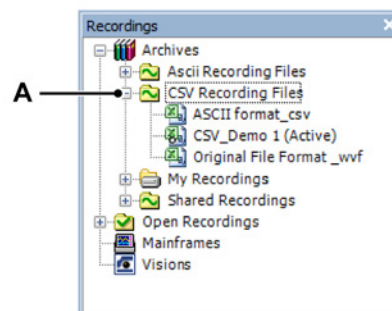 Recordings
Archives
Ascii Recording Files
A
CSV Recording Files
ASCII format_csv
CSV_Demo 1 (Active)
Original File Format _wvf
My Recordings
Shared Recordings
Open Recordings
Mainframes
Visions